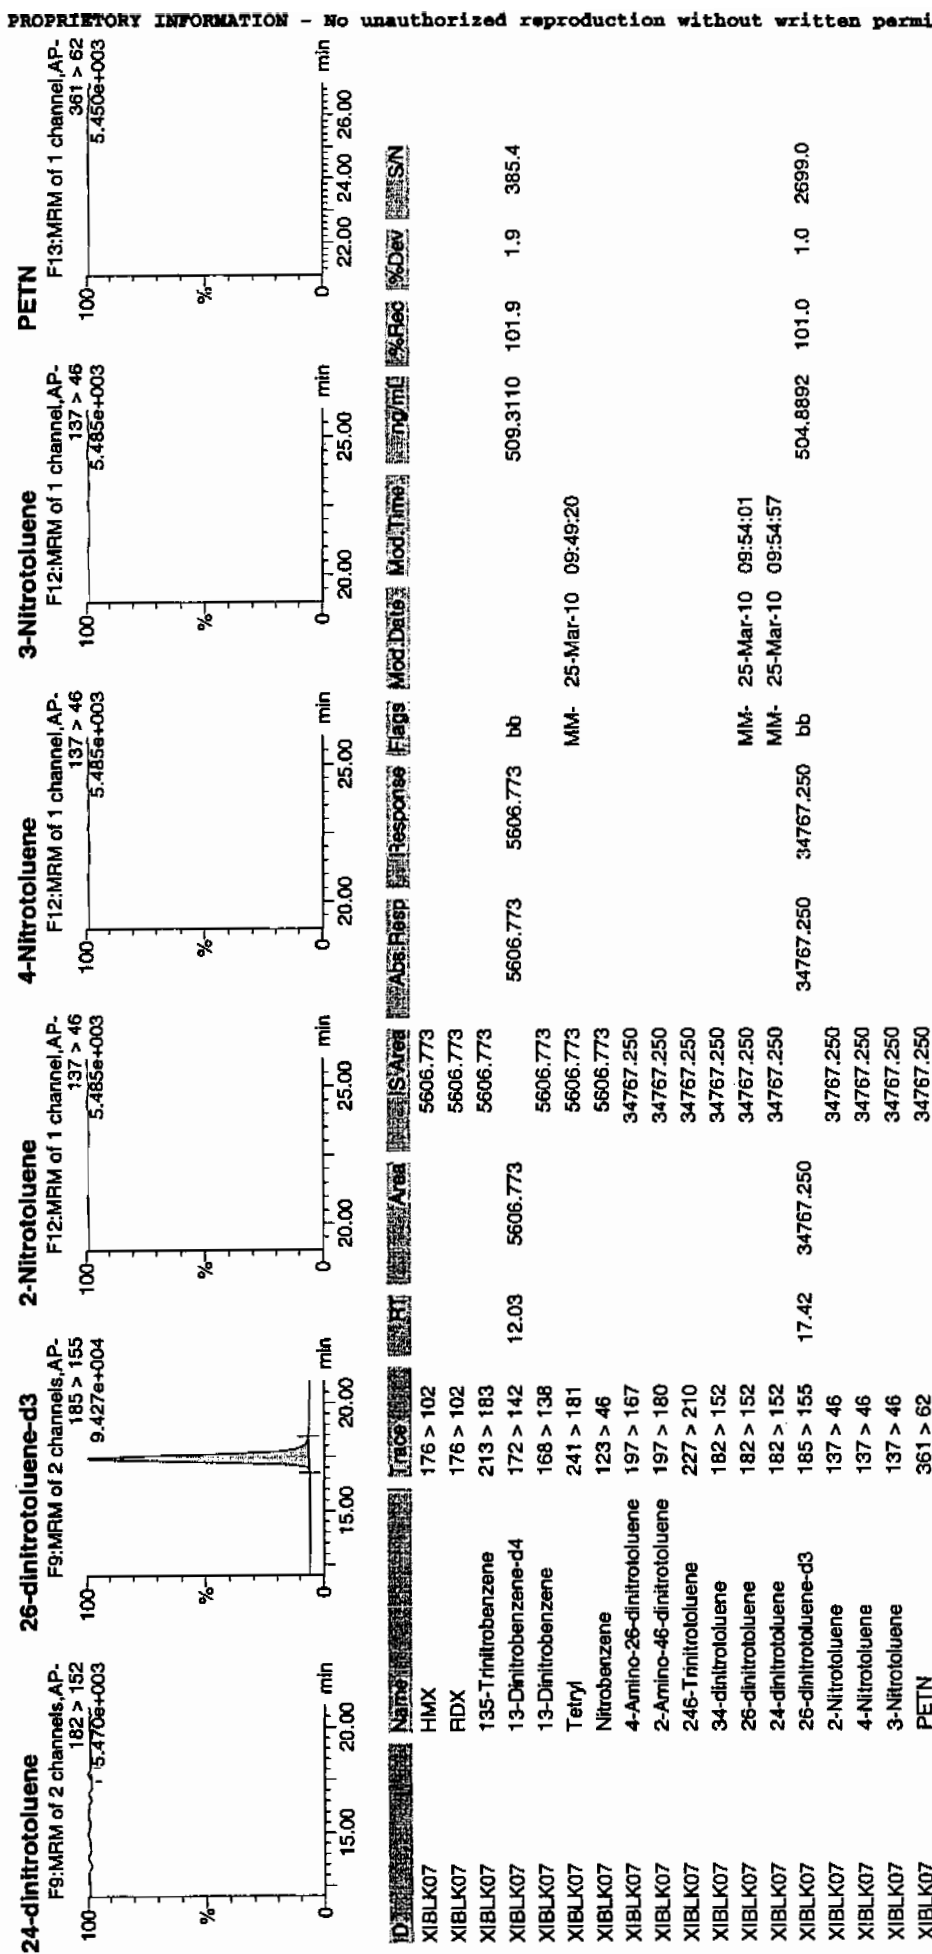 PROPRIETORY INFORMATION - No unauthorized reproduction without written permi
24-dinitrotoluene
F9:MRM of 2 channels,AP-
182 > 152
5.470e+003
100
%
0
15.00
20.00
min
26-dinitrotoluene-d3
F9:MRM of 2 channels,AP-
185 > 155
9.427e+004
100
%
0
15.00
20.00
min
2-Nitrotoluene
F12:MRM of 1 channel,AP-
137 > 46
5.485e+003
100
%
0
20.00
25.00
min
4-Nitrotoluene
F12:MRM of 1 channel,AP-
137 > 46
5.485e+003
100
%
0
20.00
25.00
min
3-Nitrotoluene
F12:MRM of 1 channel,AP-
137 > 46
5.485e+003
100
%
0
20.00
25.00
min
PETN
F13:MRM of 1 channel,AP-
361 > 62
5.450e+003
100
%
0
22.00
24.00
26.00
min
ID Name Trace RT Area IS Area Abs.Resp Response Flags Mod.Date Mod.Time ng/mL %Rec %Dev S/N
XIBLK07 HMX 176 > 102 5606.773
XIBLK07 RDX 176 > 102 5606.773
XIBLK07 135-Trinitrobenzene 213 > 183 5606.773
XIBLK07 13-Dinitrobenzene-d4 172 > 142 12.03 5606.773 5606.773 5606.773 bb 509.3110 101.9 1.9 385.4
XIBLK07 13-Dinitrobenzene 168 > 138 5606.773
XIBLK07 Tetryl 241 > 181 5606.773 MM- 25-Mar-10 09:49:20
XIBLK07 Nitrobenzene 123 > 46 5606.773
XIBLK07 4-Amino-26-dinitrotoluene 197 > 167 34767.250
XIBLK07 2-Amino-46-dinitrotoluene 197 > 180 34767.250
XIBLK07 246-Trinitrotoluene 227 > 210 34767.250
XIBLK07 34-dinitrotoluene 182 > 152 34767.250
XIBLK07 26-dinitrotoluene 182 > 152 34767.250 MM- 25-Mar-10 09:54:01
XIBLK07 24-dinitrotoluene 182 > 152 34767.250 MM- 25-Mar-10 09:54:57
XIBLK07 26-dinitrotoluene-d3 185 > 155 17.42 34767.250 34767.250 34767.250 bb 504.8892 101.0 1.0 2699.0
XIBLK07 2-Nitrotoluene 137 > 46 34767.250
XIBLK07 4-Nitrotoluene 137 > 46 34767.250
XIBLK07 3-Nitrotoluene 137 > 46 34767.250
XIBLK07 PETN 361 > 62 34767.250